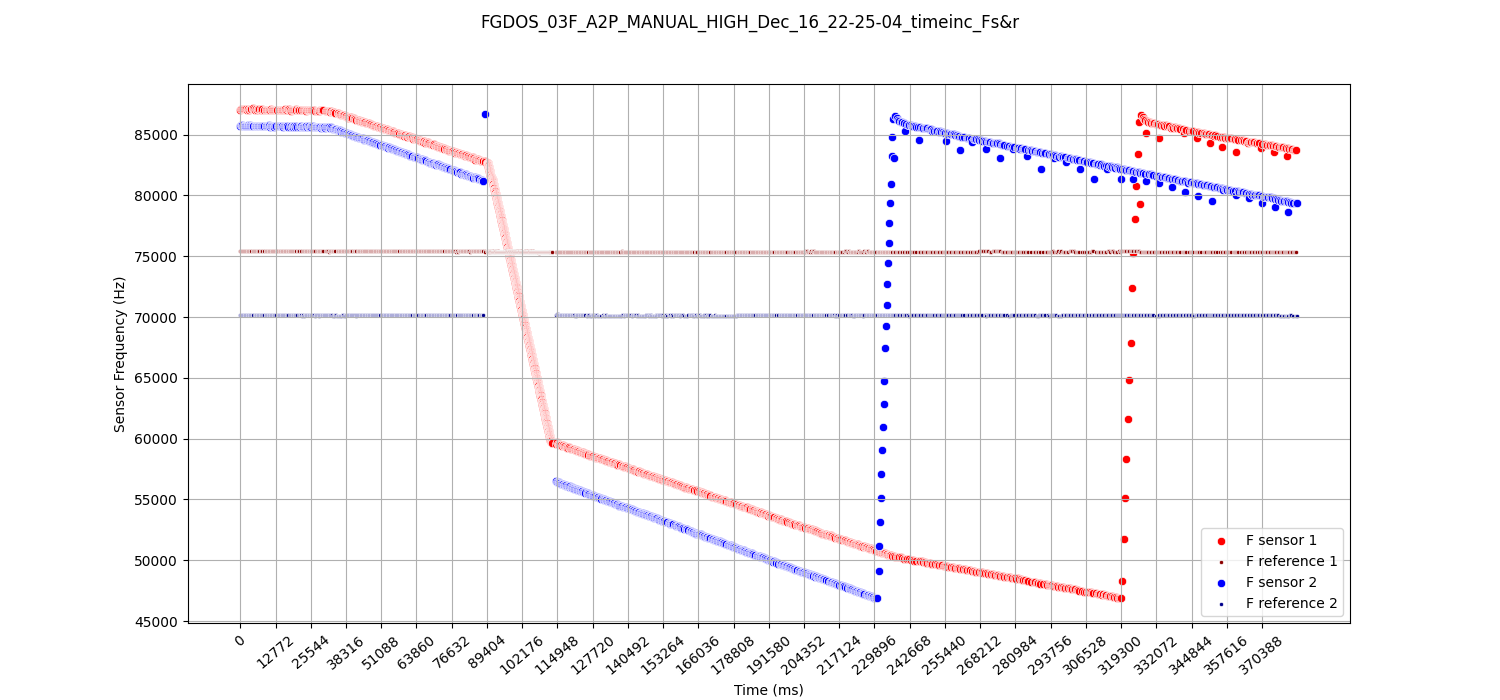 FGDOS_03F_A2P_MANUAL_HIGH_Dec_16_22-25-04_timeinc_Fs&r
Sensor Frequency (Hz)
85000
80000
75000
70000
65000
60000
55000
50000
45000
F sensor 1
F reference 1
F sensor 2
F reference 2
0 12772 25544 38316 51088 63860 76632 89404 102176 114948 127720 140492 153264 166036 178808 191580 204352 217124 229896 242668 255440 268212 280984 293756 306528 319300 332072 344844 357616 370388
Time (ms)